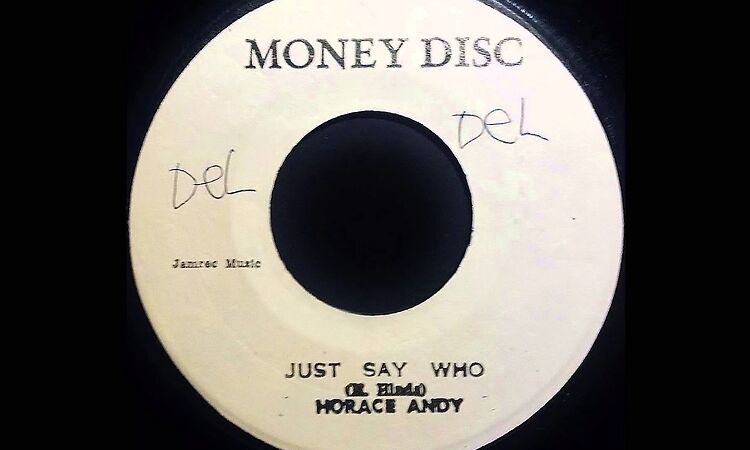 MONEY DISC
DeL
DeL
Jamrec Music
JUST SAY WHO
HORACE ANDY